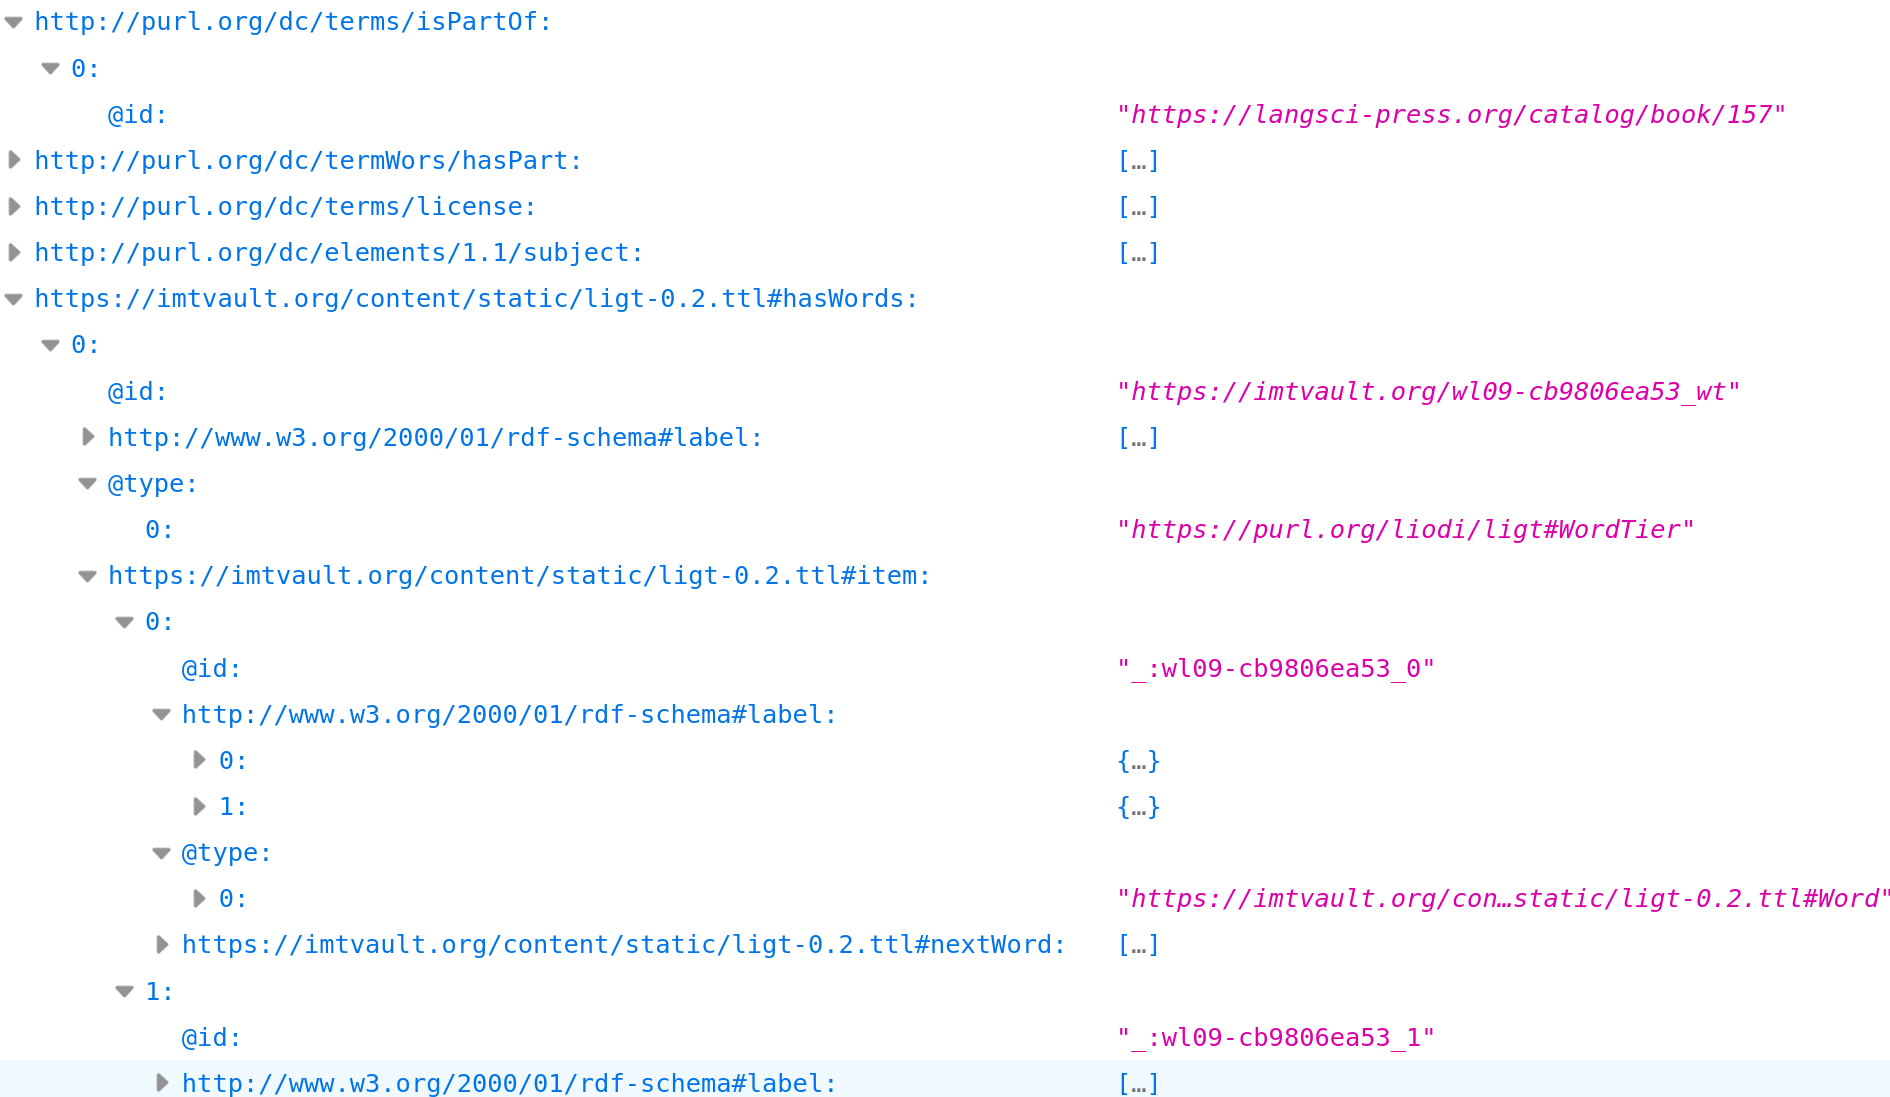 http://purl.org/dc/terms/isPartOf:
0:
@id: "https://langsci-press.org/catalog/book/157"
http://purl.org/dc/termWors/hasPart: […]
http://purl.org/dc/terms/license: […]
http://purl.org/dc/elements/1.1/subject: […]
https://imtvault.org/content/static/ligt-0.2.ttl#hasWords:
0:
@id: "https://imtvault.org/wl09-cb9806ea53_wt"
http://www.w3.org/2000/01/rdf-schema#label: […]
@type:
0: "https://purl.org/liodi/ligt#WordTier"
https://imtvault.org/content/static/ligt-0.2.ttl#item:
0:
@id: "_:wl09-cb9806ea53_0"
http://www.w3.org/2000/01/rdf-schema#label:
0: {…}
1: {…}
@type:
0: "https://imtvault.org/con…static/ligt-0.2.ttl#Word"
https://imtvault.org/content/static/ligt-0.2.ttl#nextWord: […]
1:
@id: "_:wl09-cb9806ea53_1"
http://www.w3.org/2000/01/rdf-schema#label: […]